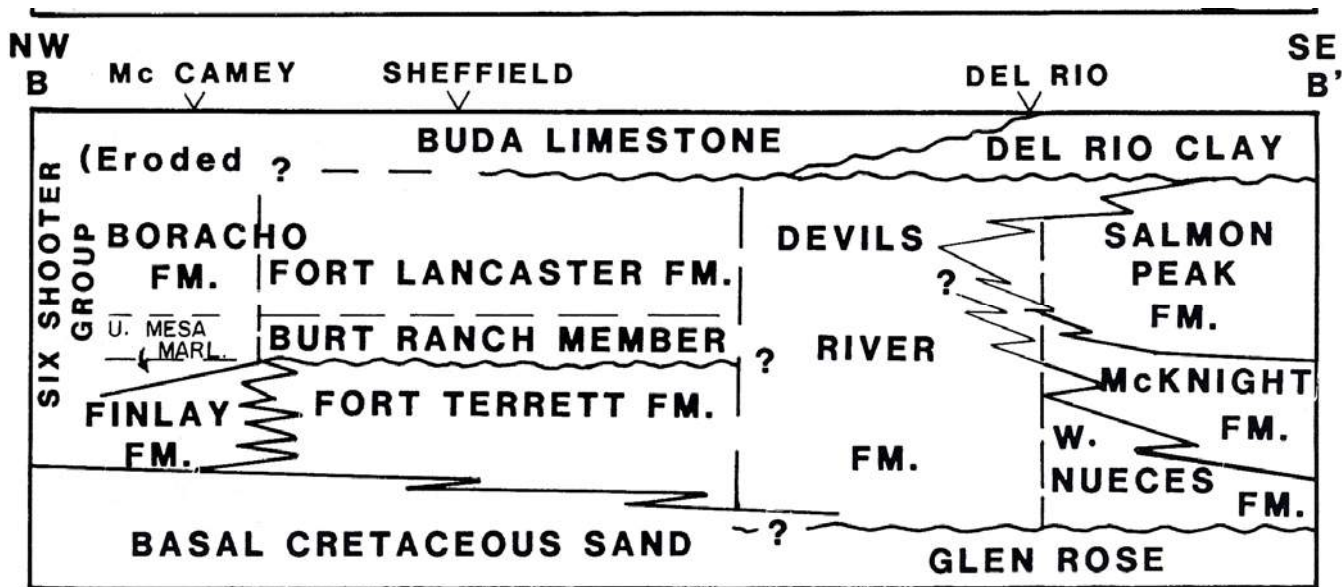 NW
B
Mc CAMEY
SHEFFIELD
DEL RIO
SE
B'
SIX SHOOTER
GROUP
(Eroded
?
BUDA LIMESTONE
DEL RIO CLAY
BORACHO
FM.
FORT LANCASTER FM.
U. MESA
MARL.
BURT RANCH MEMBER
?
FINLAY
FM.
FORT TERRETT FM.
DEVILS
RIVER
FM.
?
SALMON
PEAK
FM.
McKNIGHT
FM.
W.
NUECES
FM.
BASAL CRETACEOUS SAND
?
GLEN ROSE